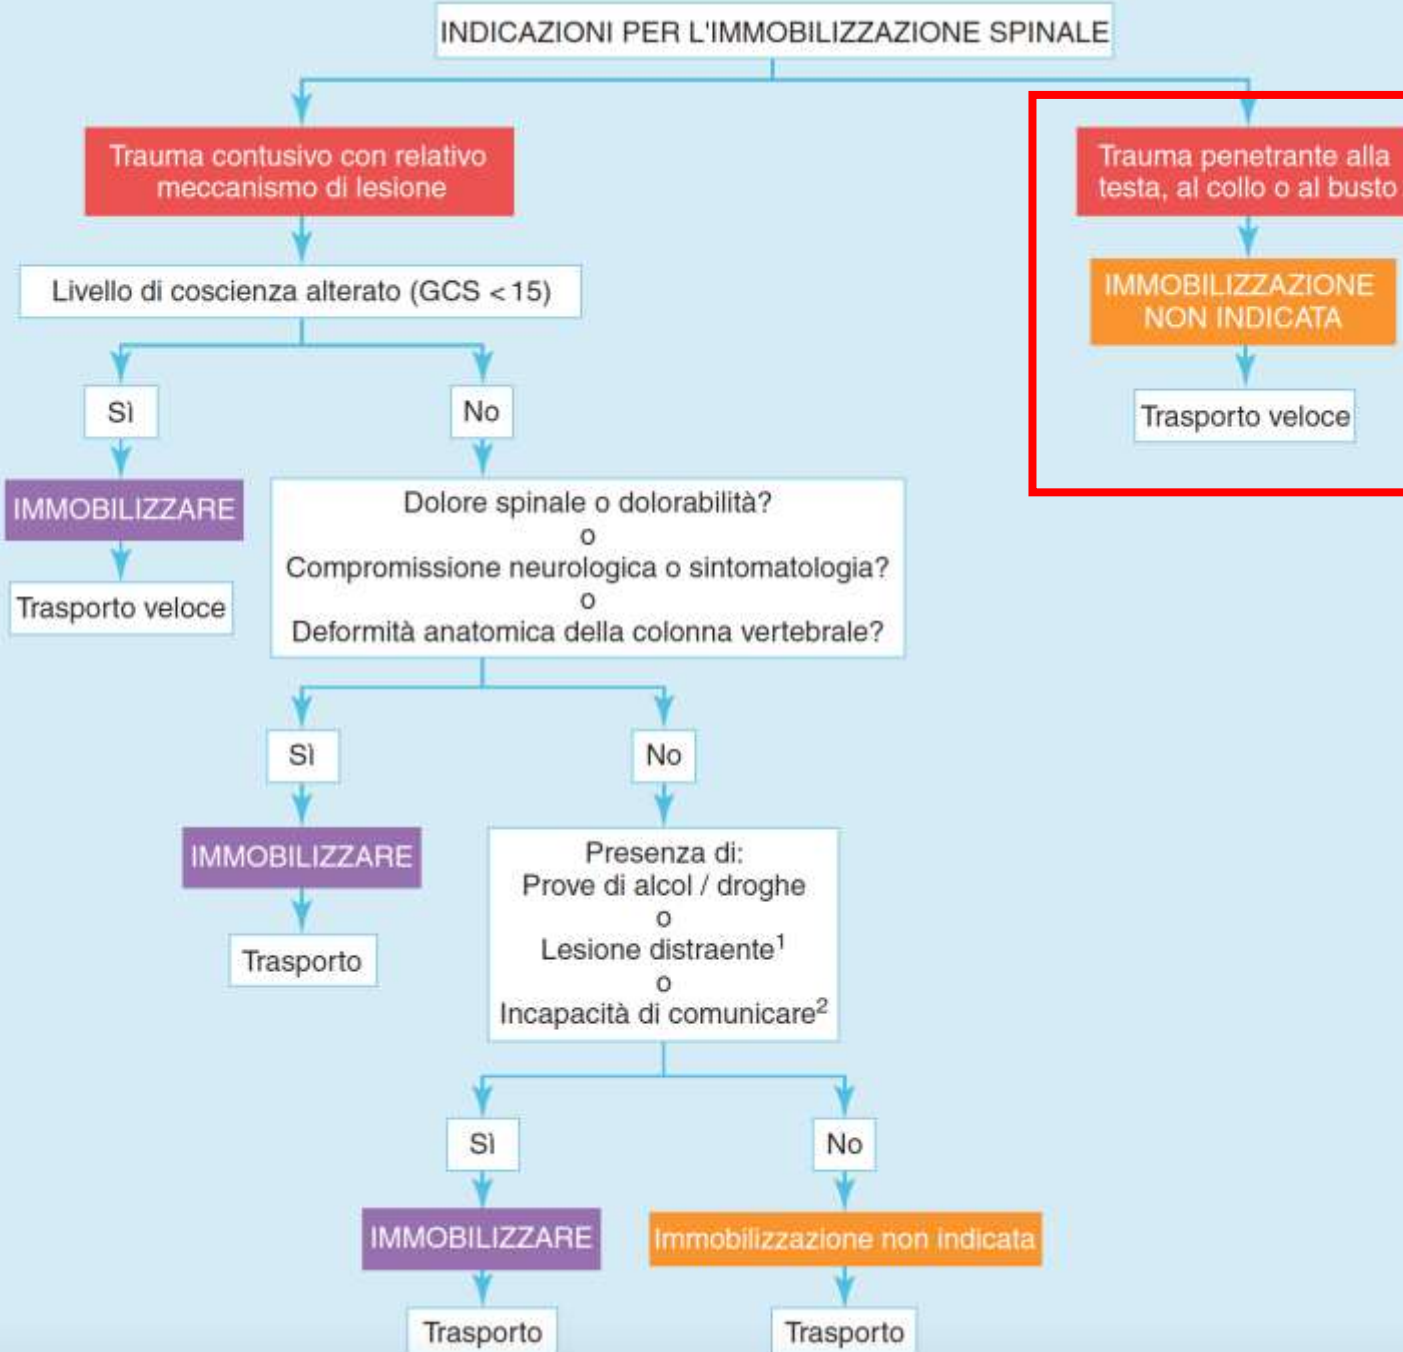 INDICAZIONI PER L'IMMOBILIZZAZIONE SPINALE
Trauma contusivo con relativo
meccanismo di lesione
Livello di coscienza alterato (GCS <15)
Sì
No
IMMOBILIZZARE
Trasporto veloce
Dolore spinale o dolorabilità?
o
Compromissione neurologica o sintomatologia?
o
Deformità anatomica della colonna vertebrale?
Sì
No
IMMOBILIZZARE
Trasporto
Presenza di:
Prove di alcol / droghe
o
Lesione distraente1
o
Incapacità di comunicare2
Sì
No
IMMOBILIZZARE
Immobilizzazione non indicata
Trasporto
Trasporto
Trauma penetrante alla
testa, al collo o al busto
IMMOBILIZZAZIONE
NON INDICATA
Trasporto veloce